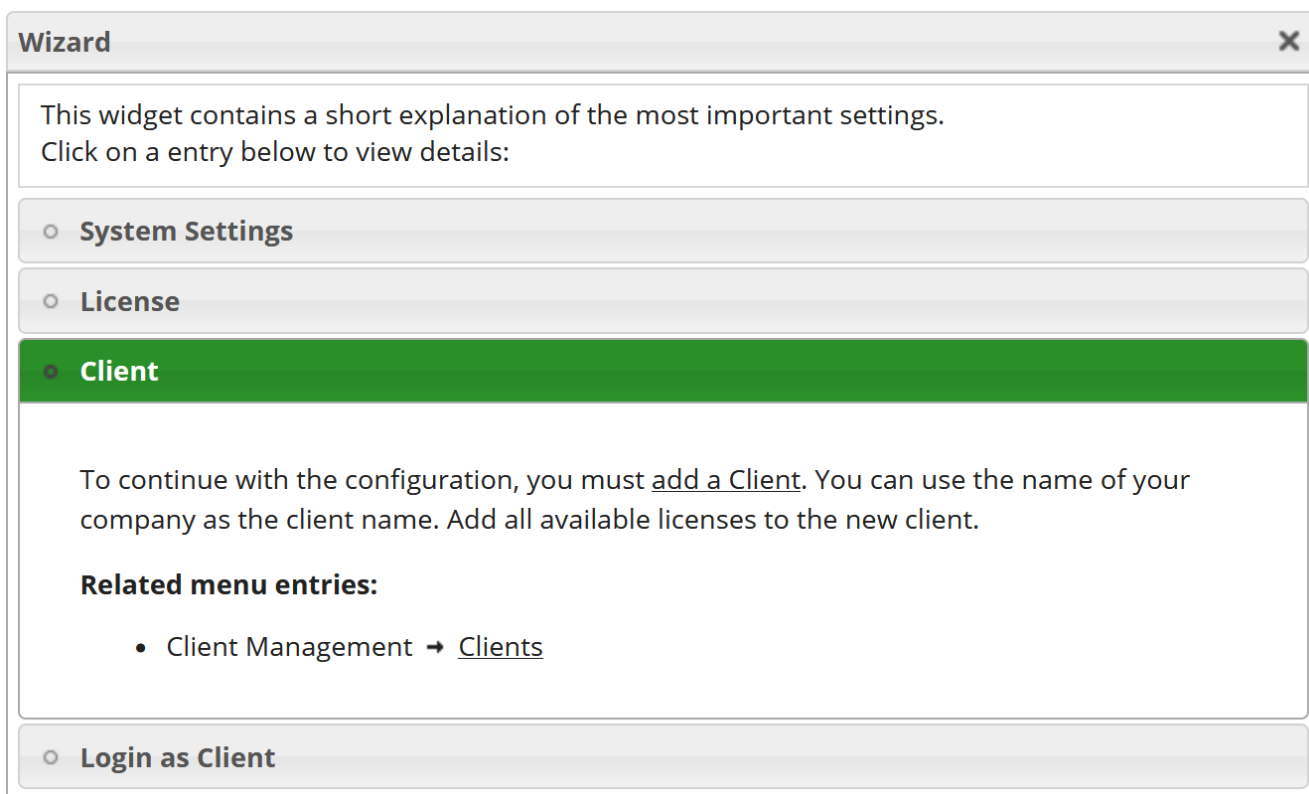 Wizard
This widget contains a short explanation of the most important settings.
Click on a entry below to view details:
System Settings
License
Client
To continue with the configuration, you must add a Client. You can use the name of your
company as the client name. Add all available licenses to the new client.
Related menu entries:
• Client Management → Clients
Login as Client